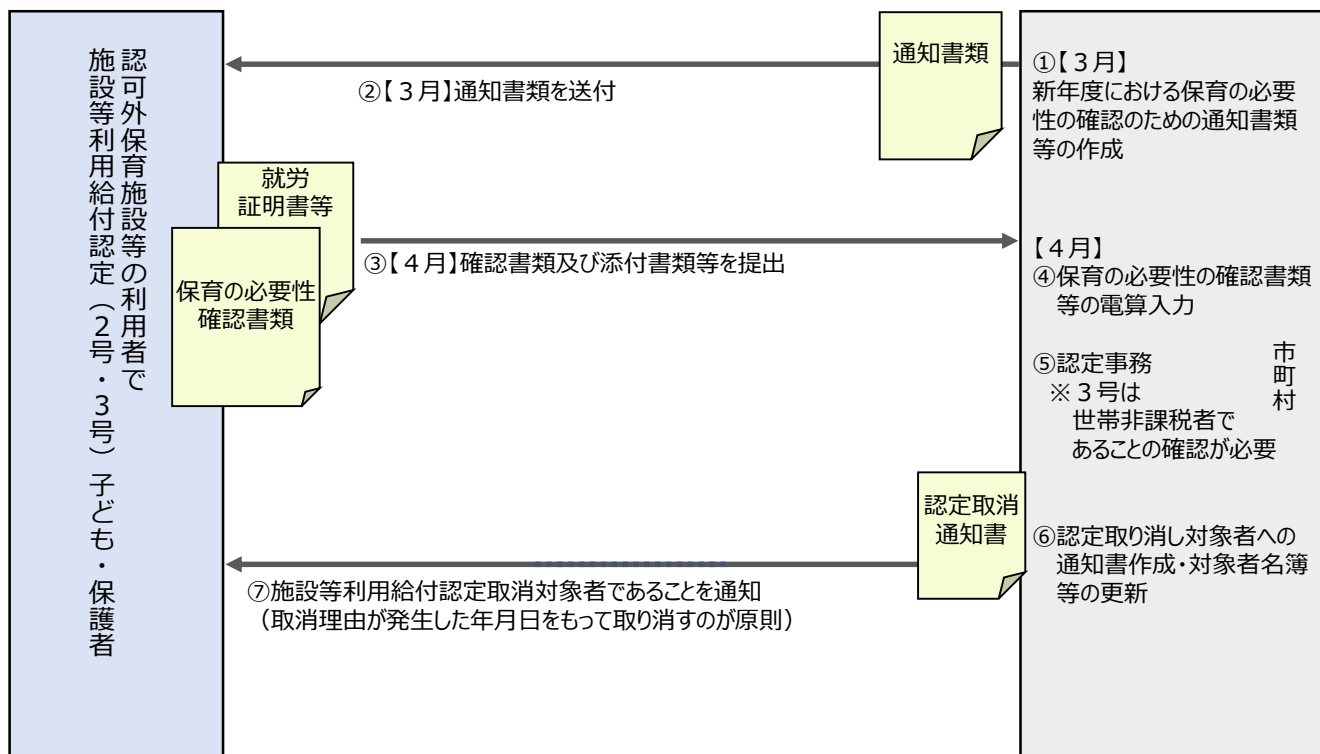 認可外保育施設等の利用者で
施設等利用給付認定（２号・３号）子ども・保護者
通知書類
①【３月】
新年度における保育の必要
性の確認のための通知書類
等の作成
②【３月】通知書類を送付
就労
証明書等
保育の必要性
確認書類
③【４月】確認書類及び添付書類等を提出
【４月】
④保育の必要性の確認書類
等の電算入力
市町村
⑤認定事務
※３号は
世帯非課税者で
あることの確認が必要
認定取消
通知書
⑥認定取り消し対象者への
通知書作成・対象者名簿
等の更新
⑦施設等利用給付認定取消対象者であることを通知
（取消理由が発生した年月日をもって取り消すのが原則）